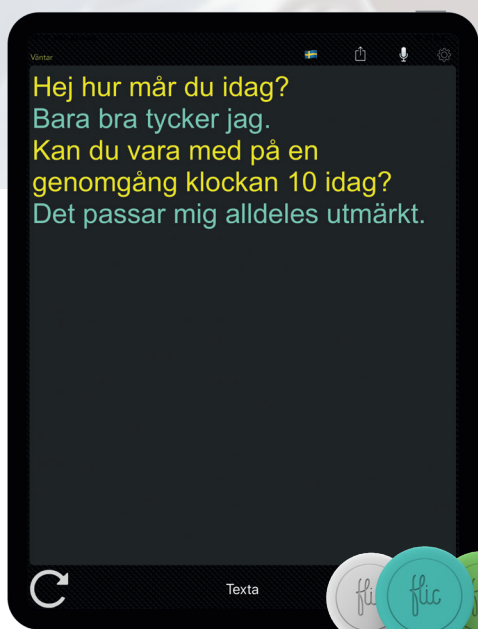 Väntar
Hej hur mår du idag?
Bara bra tycker jag.
Kan du vara med på en
genomgång klockan 10 idag?
Det passar mig alldeles utmärkt.
Texta
fli
flic